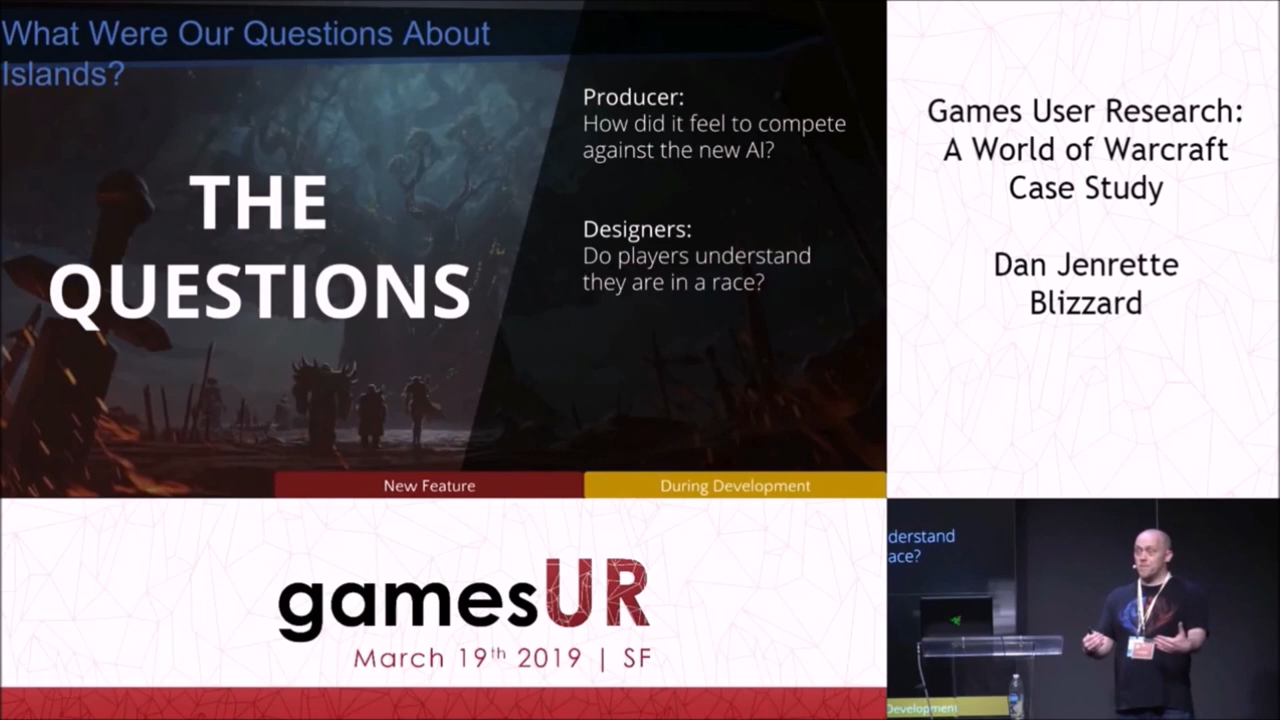 What Were Our Questions About
Islands?
THE
QUESTIONS
Producer:
How did it feel to compete
against the new AI?
Designers:
Do players understand
they are in a race?
New Feature
During Development
Games User Research:
A World of Warcraft
Case Study
Dan Jenrette
Blizzard
gamesUR
March 19th 2019 | SF
derstand
ace?
Development